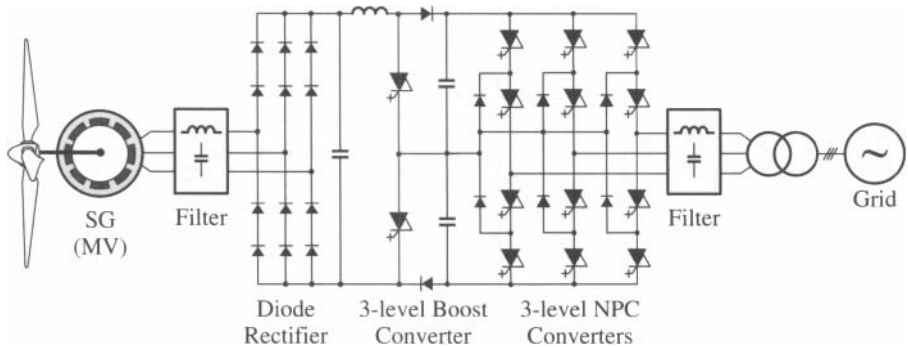 SG
(MV)
Filter
Diode
Rectifier
3-level Boost
Converter
3-level NPC
Converters
Filter
Grid